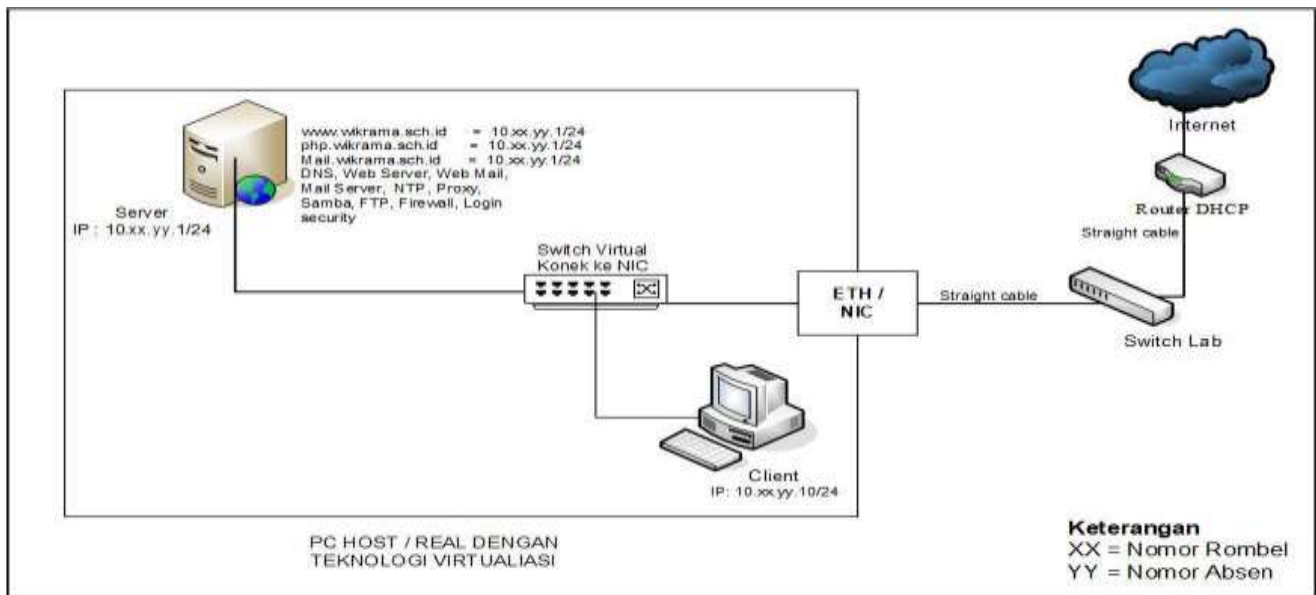 www.wikrama.sch.id = 10.xx.yy.1/24
php.wikrama.sch.id = 10.xx.yy.1/24
Mail.wikrama.sch.id = 10.xx.yy.1/24
DNS, Web Server, Web Mail,
Mail Server, NTP, Proxy,
Samba, FTP, Firewall, Login
security
Server
IP : 10.xx.yy.1/24
Switch Virtual
Konek ke NIC
ETH /
NIC
Straight cable
Internet
Router DHCP
Straight cable
Switch Lab
Client
IP: 10.xx.yy.10/24
PC HOST / REAL DENGAN
TEKNOLOGI VIRTUALIASI
Keterangan
XX = Nomor Rombel
YY = Nomor Absen